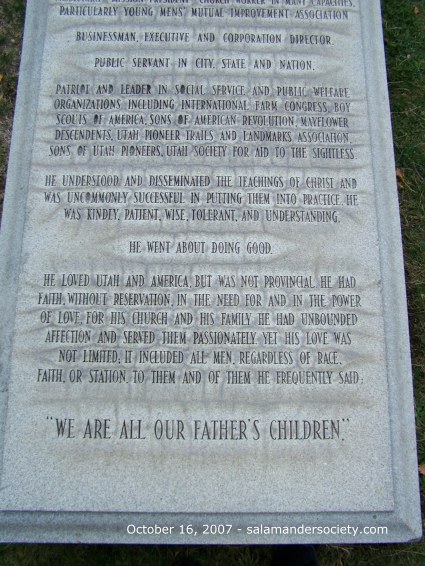 MISSION PRESIDENT CHURCH WORKER IN MANY CAPACITIES,
PARTICULARLY YOUNG MENS' MUTUAL IMPROVEMENT ASSOCIATION
BUSINESSMAN, EXECUTIVE AND CORPORATION DIRECTOR.
PUBLIC SERVANT IN CITY, STATE AND NATION.
PATRIOT AND LEADER IN SOCIAL SERVICE AND PUBLIC WELFARE
ORGANIZATIONS INCLUDING INTERNATIONAL FARM CONGRESS, BOY
SCOUTS OF AMERICA, SONS OF AMERICAN REVOLUTION, MAYFLOWER
DESCENDENTS, UTAH PIONEER TRAILS AND LANDMARKS ASSOCIATION,
SONS OF UTAH PIONEERS, UTAH SOCIETY FOR AID TO THE SIGHTLESS.
HE UNDERSTOOD AND DISSEMINATED THE TEACHINGS OF CHRIST AND
WAS UNCOMMONLY SUCCESSFUL IN PUTTING THEM INTO PRACTICE. HE
WAS KINDLY, PATIENT, WISE, TOLERANT, AND UNDERSTANDING.
HE WENT ABOUT DOING GOOD.
HE LOVED UTAH AND AMERICA, BUT WAS NOT PROVINCIAL. HE HAD
FAITH, WITHOUT RESERVATION, IN THE NEED FOR AND IN THE POWER
OF LOVE. FOR HIS CHURCH AND HIS FAMILY HE HAD UNBOUNDED
AFFECTION AND SERVED THEM PASSIONATELY YET HIS LOVE WAS
NOT LIMITED, IT INCLUDED ALL MEN, REGARDLESS OF RACE,
FAITH, OR STATION. TO THEM AND OF THEM HE FREQUENTLY SAID:
"WE ARE ALL OUR FATHER'S CHILDREN."
October 16, 2007 - salamandersociety.com